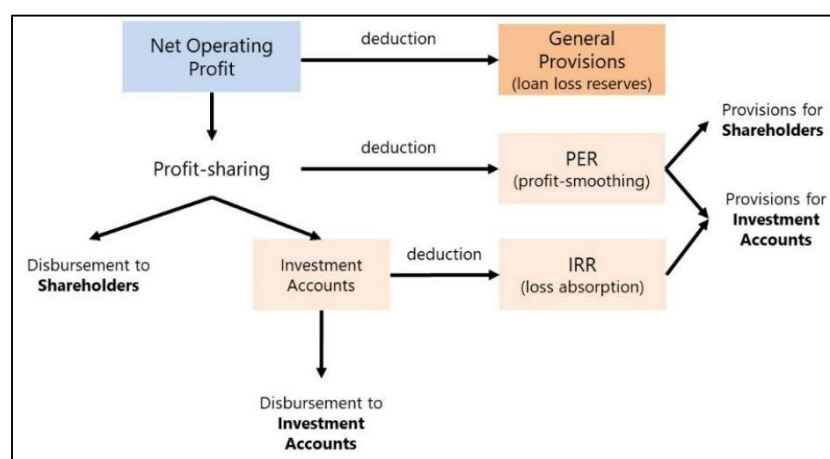 Net Operating
Profit
deduction
General
Provisions
(loan loss reserves)
Profit-sharing
deduction
PER
(profit-smoothing)
Provisions for
Shareholders
Provisions for
Investment
Accounts
Disbursement to
Shareholders
Investment
Accounts
deduction
IRR
(loss absorption)
Disbursement to
Investment
Accounts